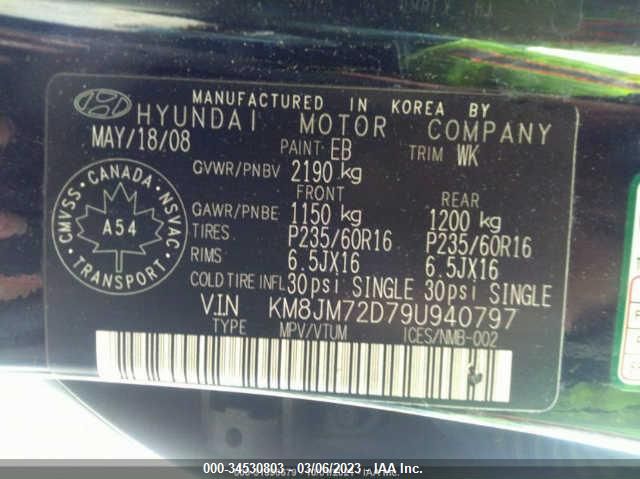 MANUFACTURED IN KOREA BY
HYUNDAI MOTOR COMPANY
MAY/18/08 PAINT EB TRIM WK
GVWR/PNBV 2190 kg
FRONT REAR
GAWR/PNBE 1150 kg 1200 kg
TIRES P235/60R16 P235/60R16
RIMS 6.5JX16 6.5JX16
COLD TIRE INFL 30psi SINGLE 30psi SINGLE
VIN KM8JM72D79U940797
TYPE MPV/VTUM ICES/NMB-002
CANADA
CMVSS NSVAC
A54
TRANSPORT
000-34530803 - 03/06/2023 - IAA Inc.